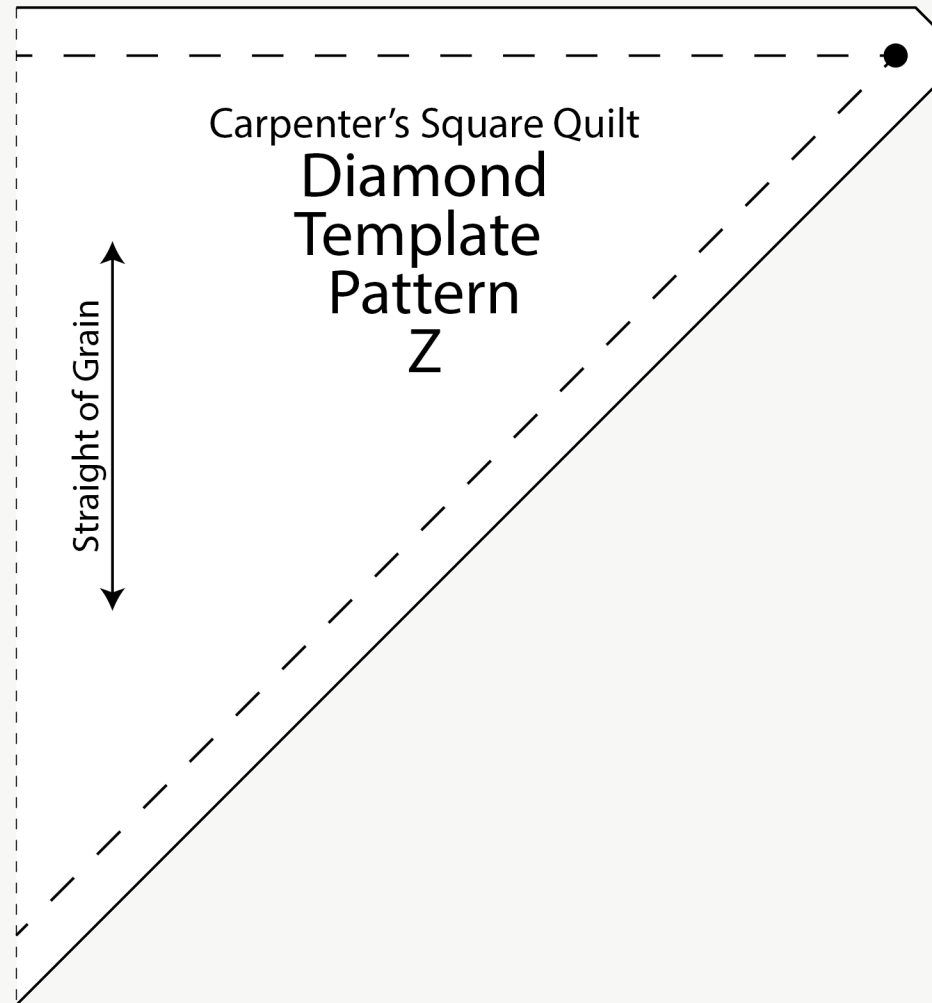 Carpenter’s Square Quilt
Diamond
Template
Pattern
Z
Straight of Grain